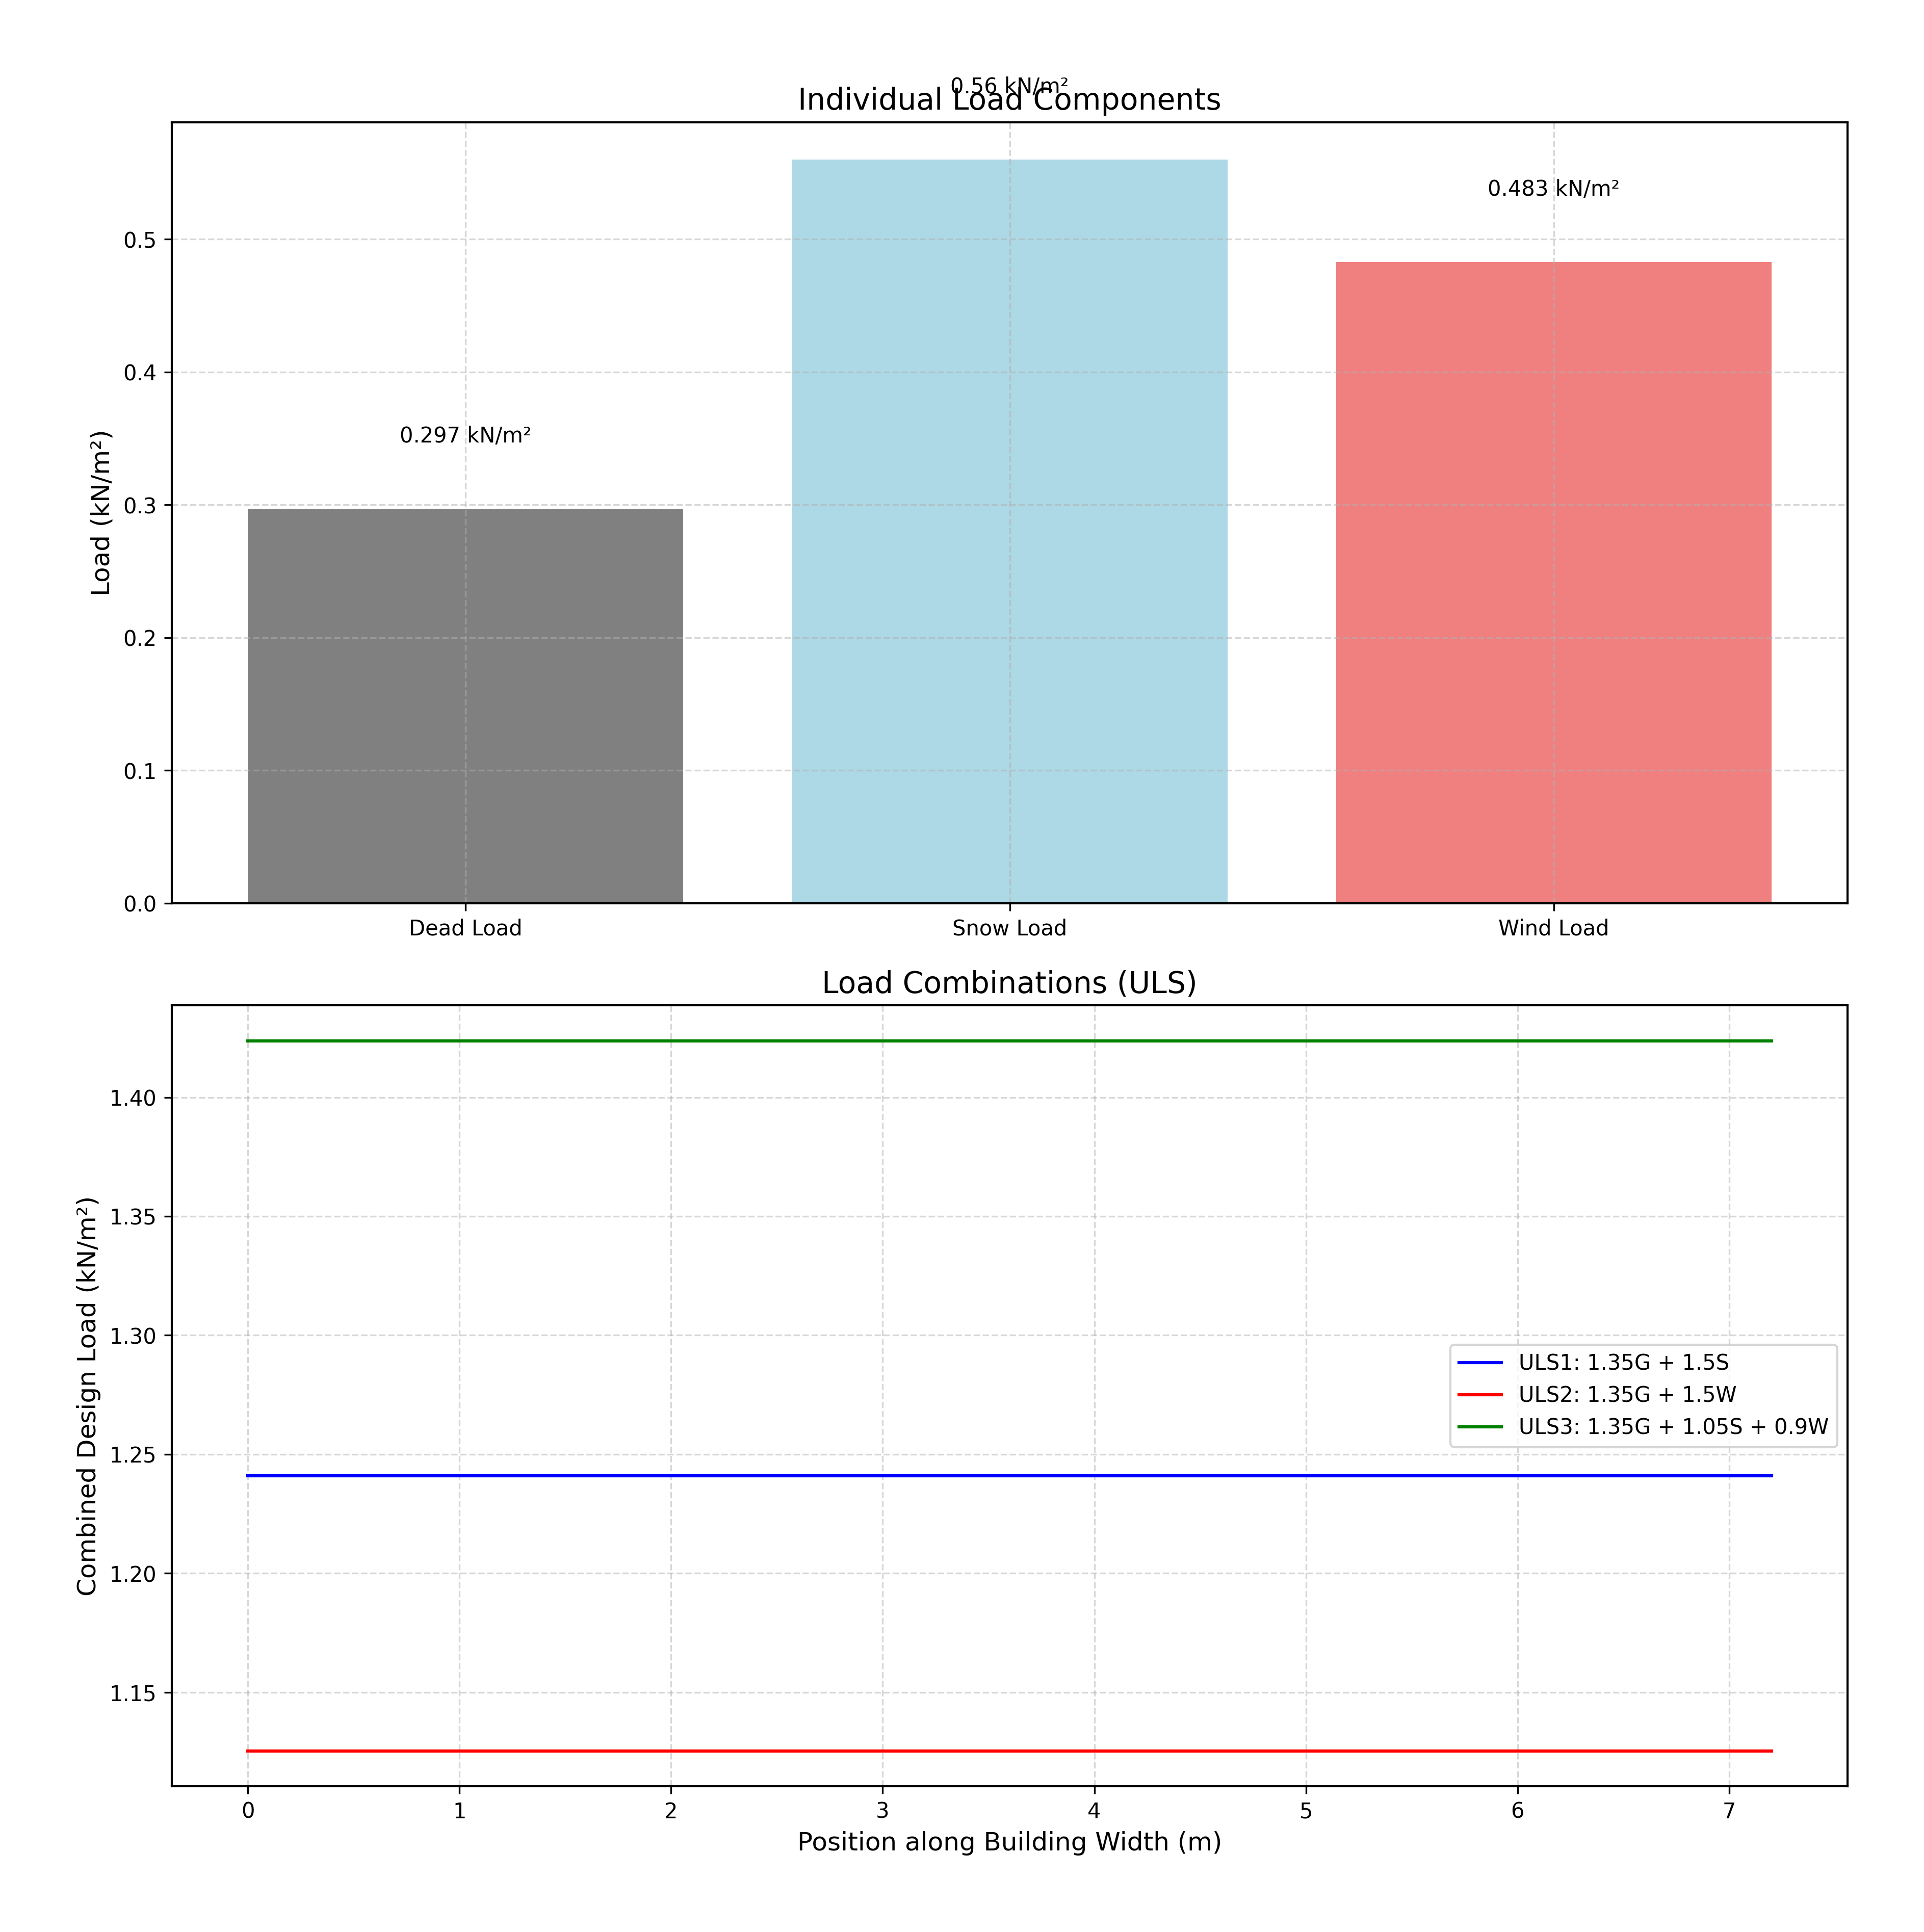 0.56 kN/m²
Individual Load Components
Load (kN/m²)
0.5
0.4
0.3
0.2
0.1
0.0
0.297 kN/m²
0.483 kN/m²
Dead Load
Snow Load
Wind Load
Load Combinations (ULS)
Combined Design Load (kN/m²)
1.40
1.35
1.30
1.25
1.20
1.15
ULS1: 1.35G + 1.5S
ULS2: 1.35G + 1.5W
ULS3: 1.35G + 1.05S + 0.9W
0 1 2 3 4 5 6 7
Position along Building Width (m)